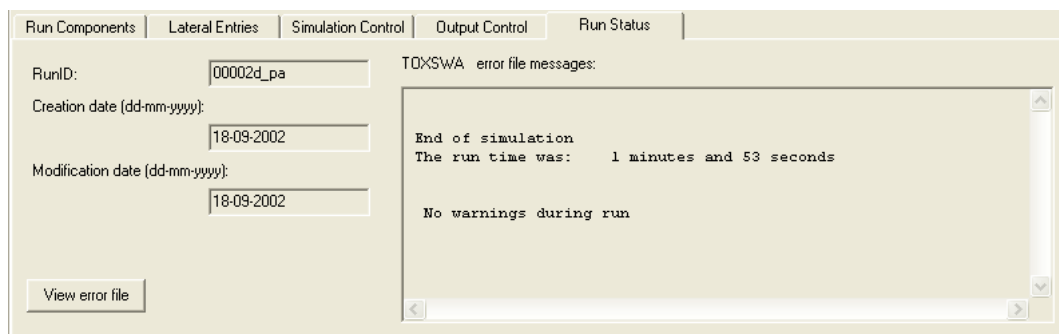 Run Components
Lateral Entries
Simulation Control
Output Control
Run Status
RunID:
00002d_pa
Creation date (dd-mm-yyyy):
18-09-2002
Modification date (dd-mm-yyyy):
18-09-2002
View error file
TOXSWA error file messages:
End of simulation
The run time was: 1 minutes and 53 seconds
No warnings during run